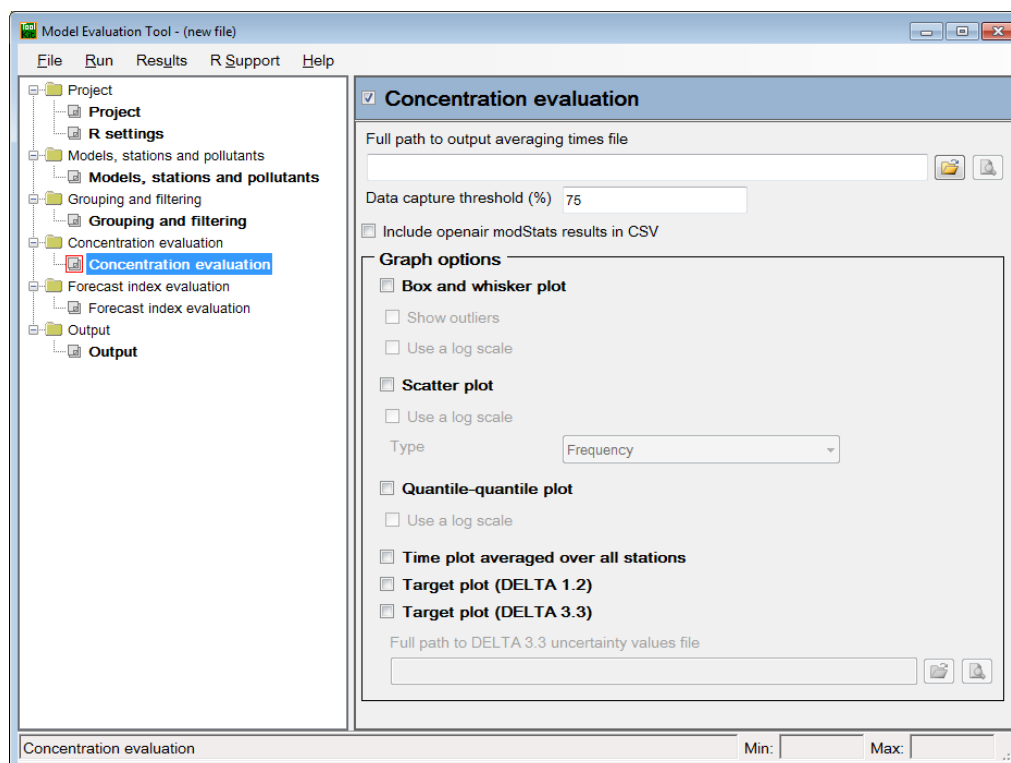 Model Evaluation Tool - (new file)
File Run Results R Support Help
Project
Project
R settings
Models, stations and pollutants
Models, stations and pollutants
Grouping and filtering
Grouping and filtering
Concentration evaluation
Concentration evaluation
Forecast index evaluation
Forecast index evaluation
Output
Output
Concentration evaluation
Full path to output averaging times file
Data capture threshold (%) 75
Include openair modStats results in CSV
Graph options
Box and whisker plot
Show outliers
Use a log scale
Scatter plot
Use a log scale
Type Frequency
Quantile-quantile plot
Use a log scale
Time plot averaged over all stations
Target plot (DELTA 1.2)
Target plot (DELTA 3.3)
Full path to DELTA 3.3 uncertainty values file
Concentration evaluation Min: Max: